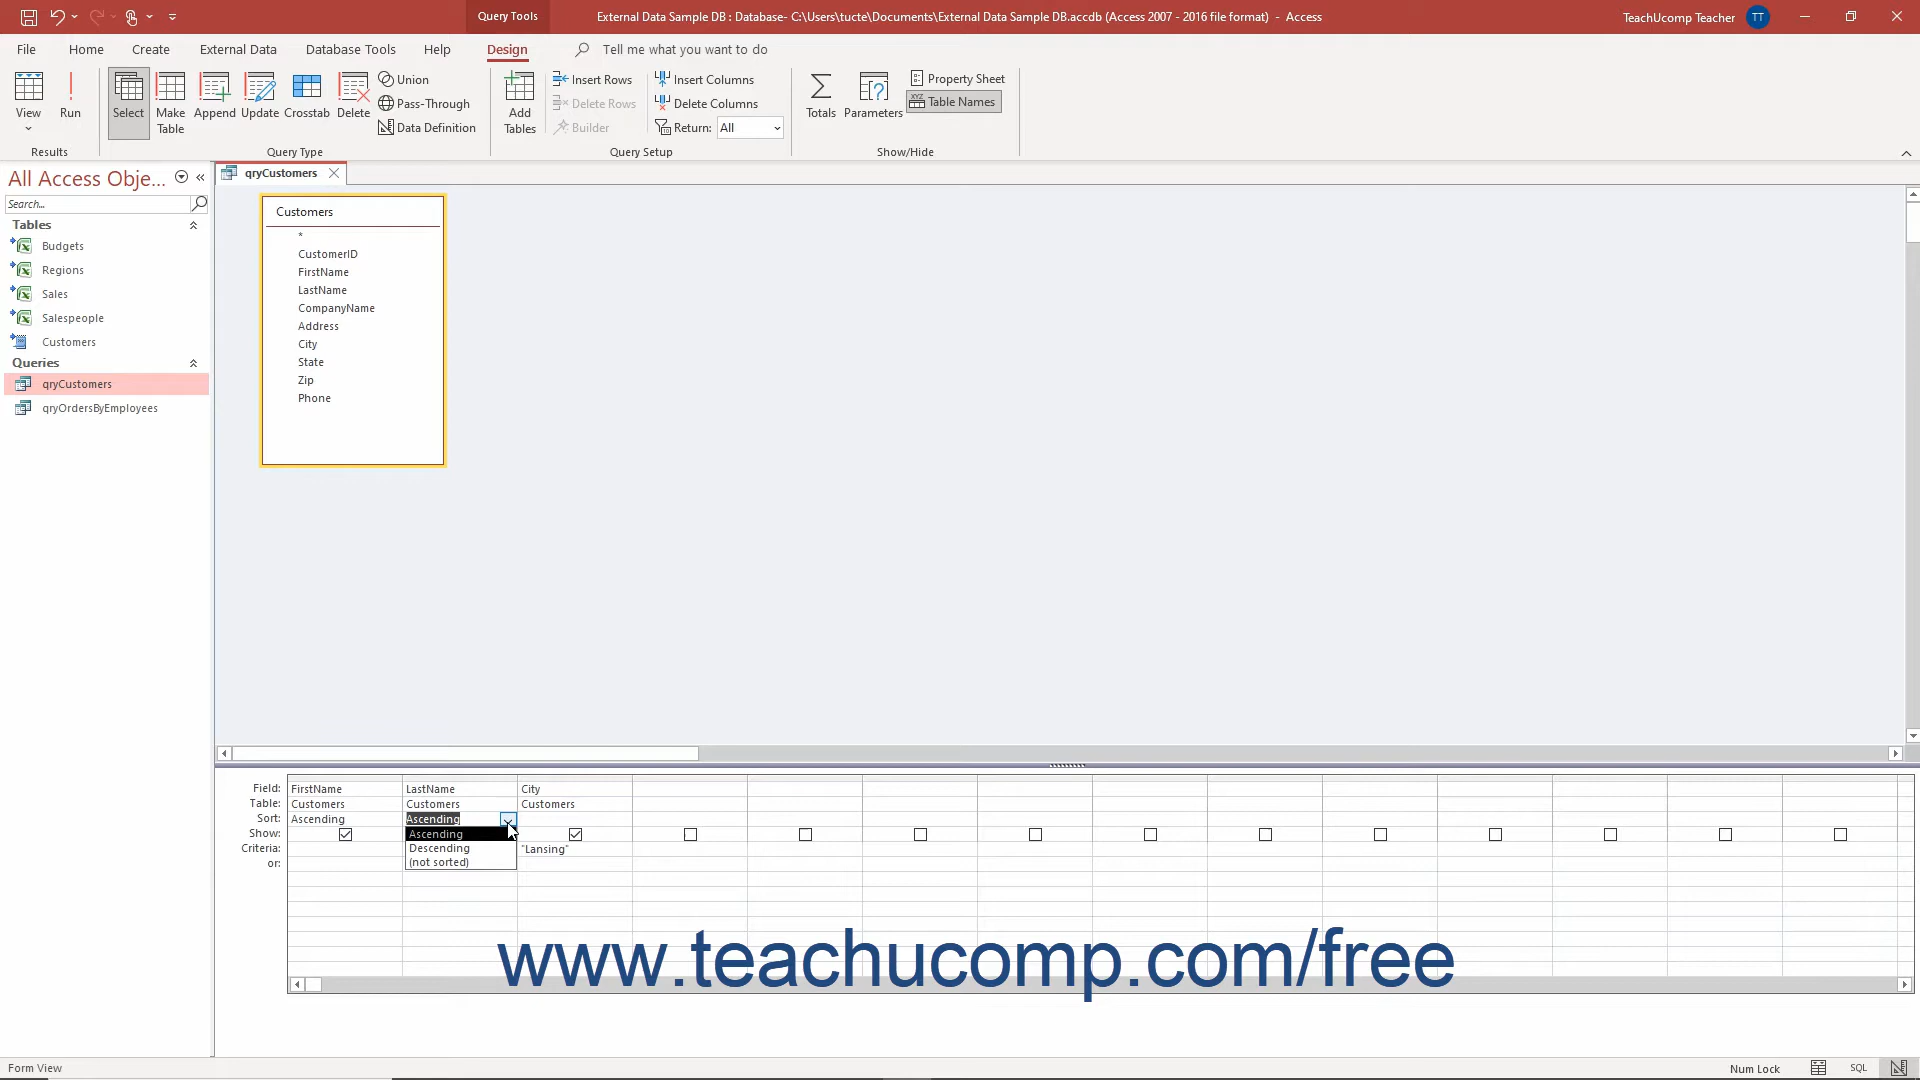 Query Tools
External Data Sample DB : Database- C:\Users\tucte\Documents\External Data Sample DB.accdb (Access 2007 - 2016 file format)  -  Access
TeachUcomp Teacher TT
File Home Create External Data Database Tools Help Design Tell me what you want to do
View Run
Results
Select Make Table Append Update Crosstab Delete
Union
Pass-Through
Data Definition
Query Type
Add Tables
Insert Rows
Delete Rows
Builder
Insert Columns
Delete Columns
Return: All
Query Setup
Totals Parameters
Property Sheet
XYZ Table Names
Show/Hide
All Access Obje...
Search...
Tables
Budgets
Regions
Sales
Salespeople
Customers
Queries
qryCustomers
qryOrdersByEmployees
qryCustomers
Customers
*
CustomerID
FirstName
LastName
CompanyName
Address
City
State
Zip
Phone
Field: FirstName LastName City
Table: Customers Customers Customers
Sort: Ascending Ascending
Show: Ascending
Criteria: Descending "Lansing"
or: (not sorted)
www.teachucomp.com/free
Form View
Num Lock SQL